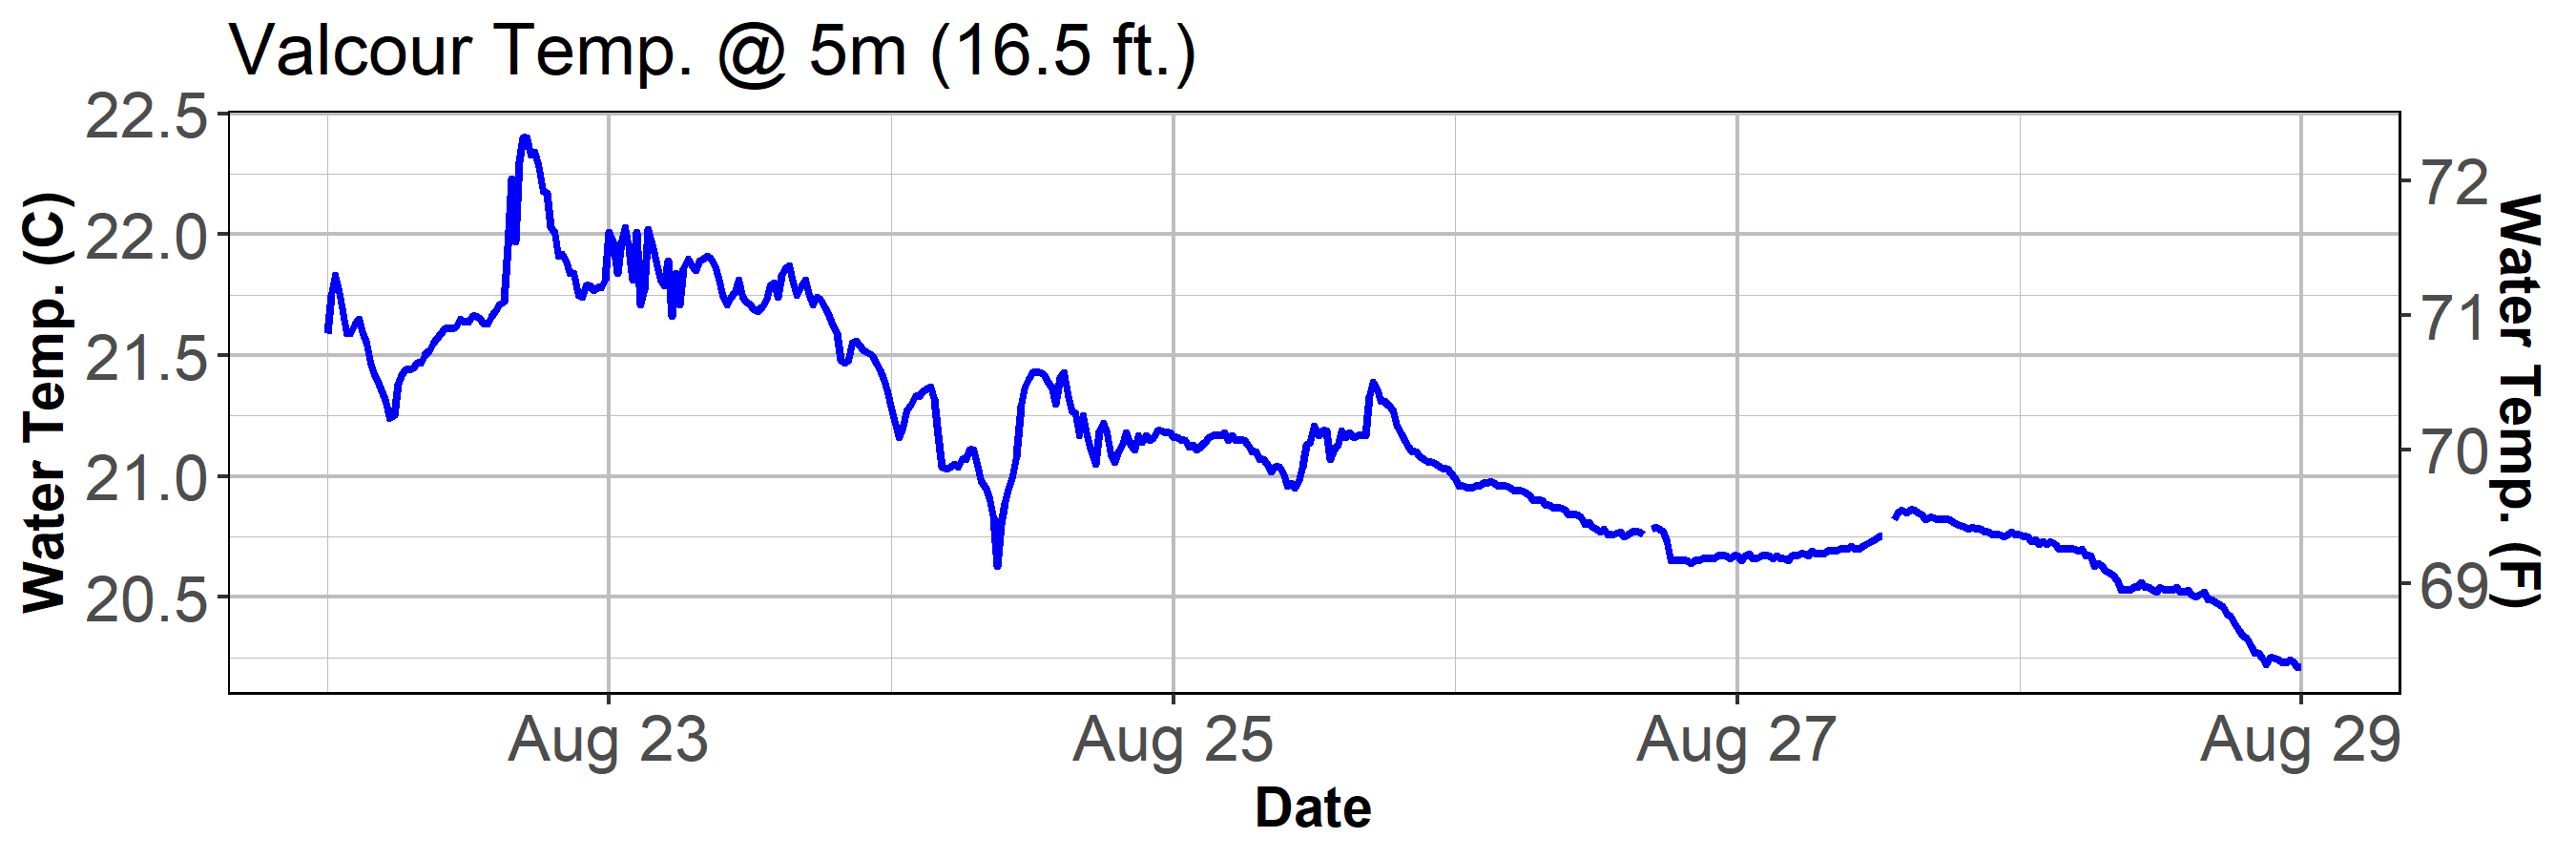 Valcour Temp. @ 5m (16.5 ft.)
Water Temp. (C)
22.5
22.0
21.5
21.0
20.5
72
71
70
69
Water Temp. (F)
Aug 23
Aug 25
Aug 27
Aug 29
Date